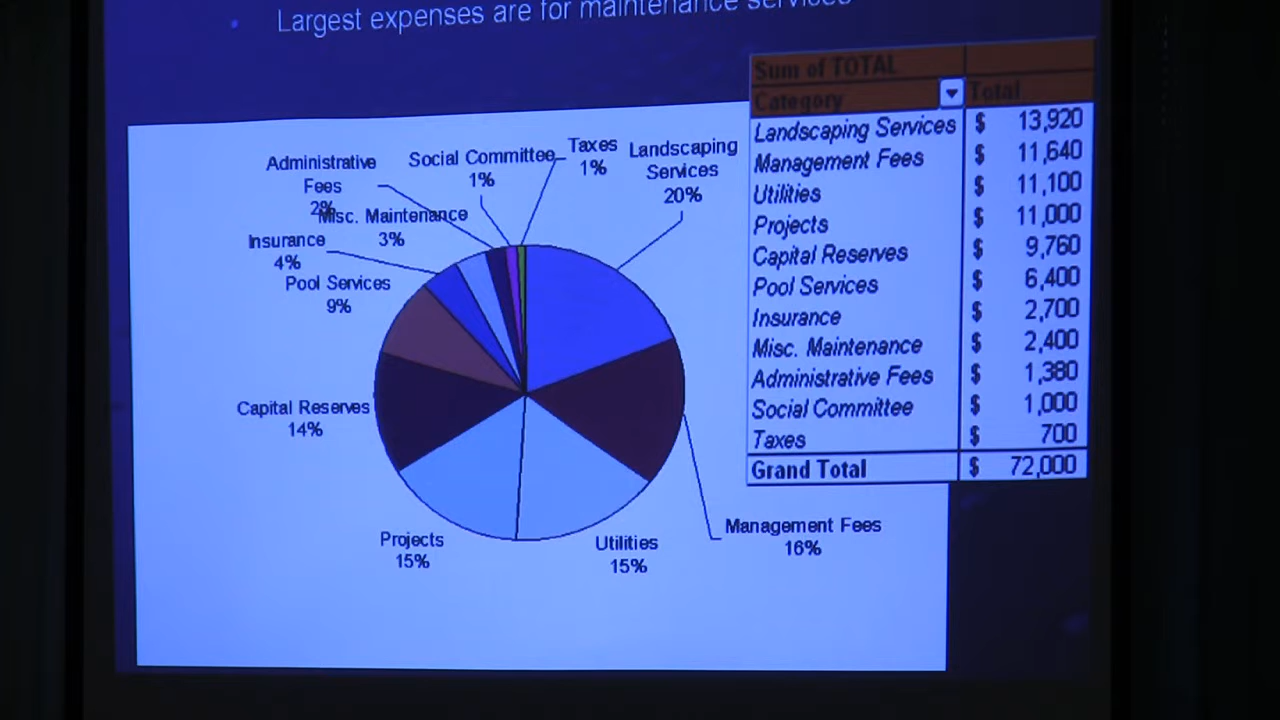 • Largest expenses are for maintenance services
Sum of TOTAL
Category Total
Landscaping Services $ 13,920
Management Fees $ 11,640
Utilities $ 11,100
Projects $ 11,000
Capital Reserves $ 9,760
Pool Services $ 6,400
Insurance $ 2,700
Misc. Maintenance $ 2,400
Administrative Fees $ 1,380
Social Committee $ 1,000
Taxes $ 700
Grand Total $ 72,000
Administrative
Fees
2%
Social Committee
1%
Taxes
1%
Landscaping
Services
20%
Misc. Maintenance
3%
Insurance
4%
Pool Services
9%
Capital Reserves
14%
Projects
15%
Utilities
15%
Management Fees
16%